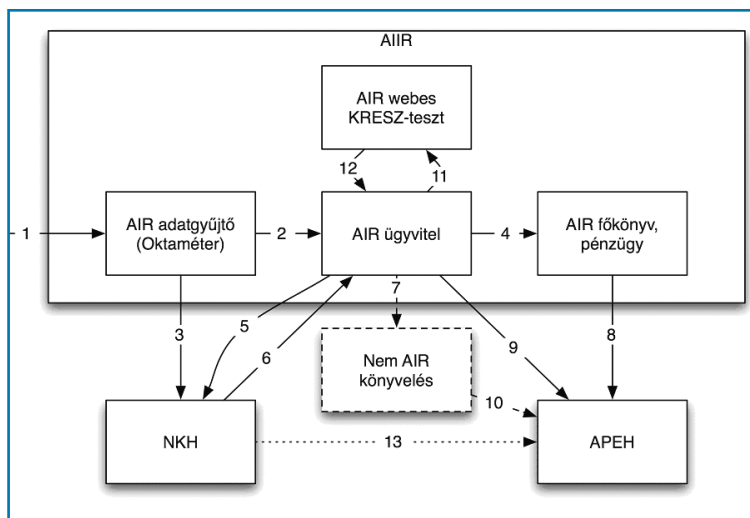 AIIR
AIR webes
KRESZ-teszt
12
11
1
AIR adatgyűjtő
(Oktaméter)
2
AIR ügyvitel
4
AIR főkönyv,
pénzügy
3
5
6
7
9
8
Nem AIR
könyvelés
10
NKH
13
APEH